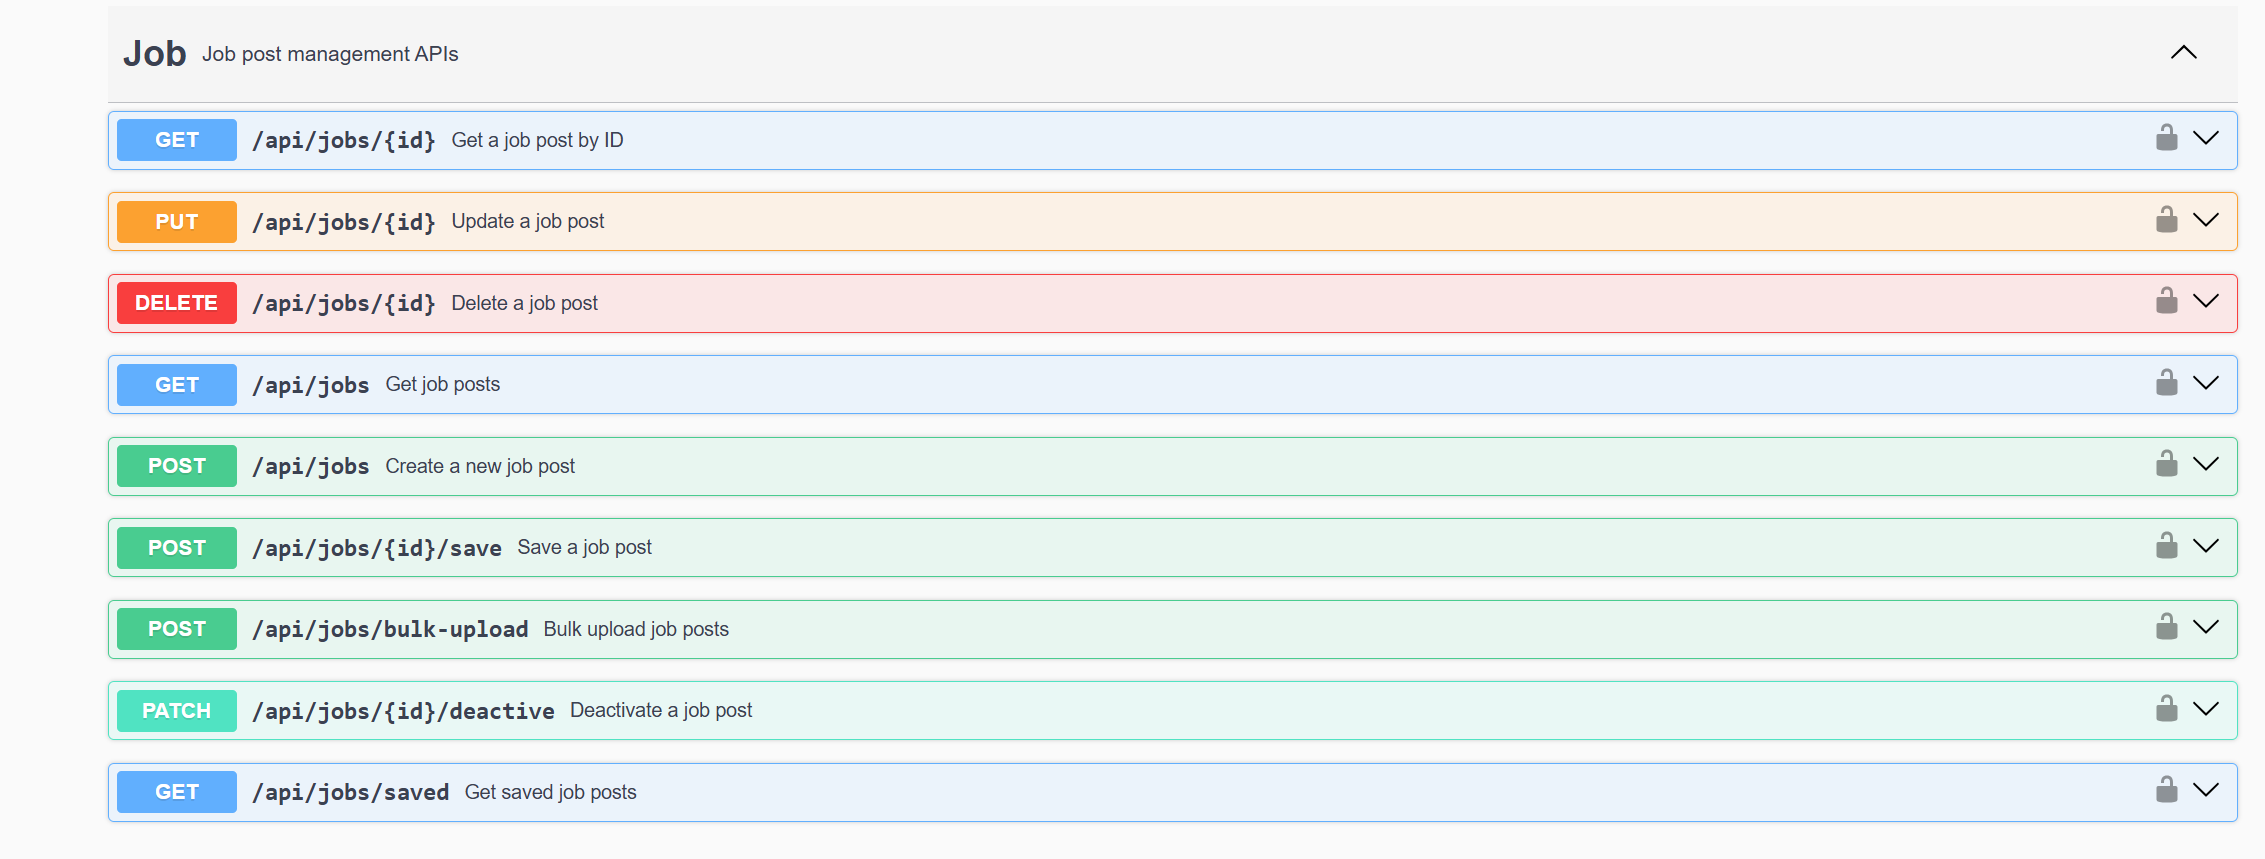 Job Job post management APIs
GET /api/jobs/{id} Get a job post by ID
PUT /api/jobs/{id} Update a job post
DELETE /api/jobs/{id} Delete a job post
GET /api/jobs Get job posts
POST /api/jobs Create a new job post
POST /api/jobs/{id}/save Save a job post
POST /api/jobs/bulk-upload Bulk upload job posts
PATCH /api/jobs/{id}/deactive Deactivate a job post
GET /api/jobs/saved Get saved job posts